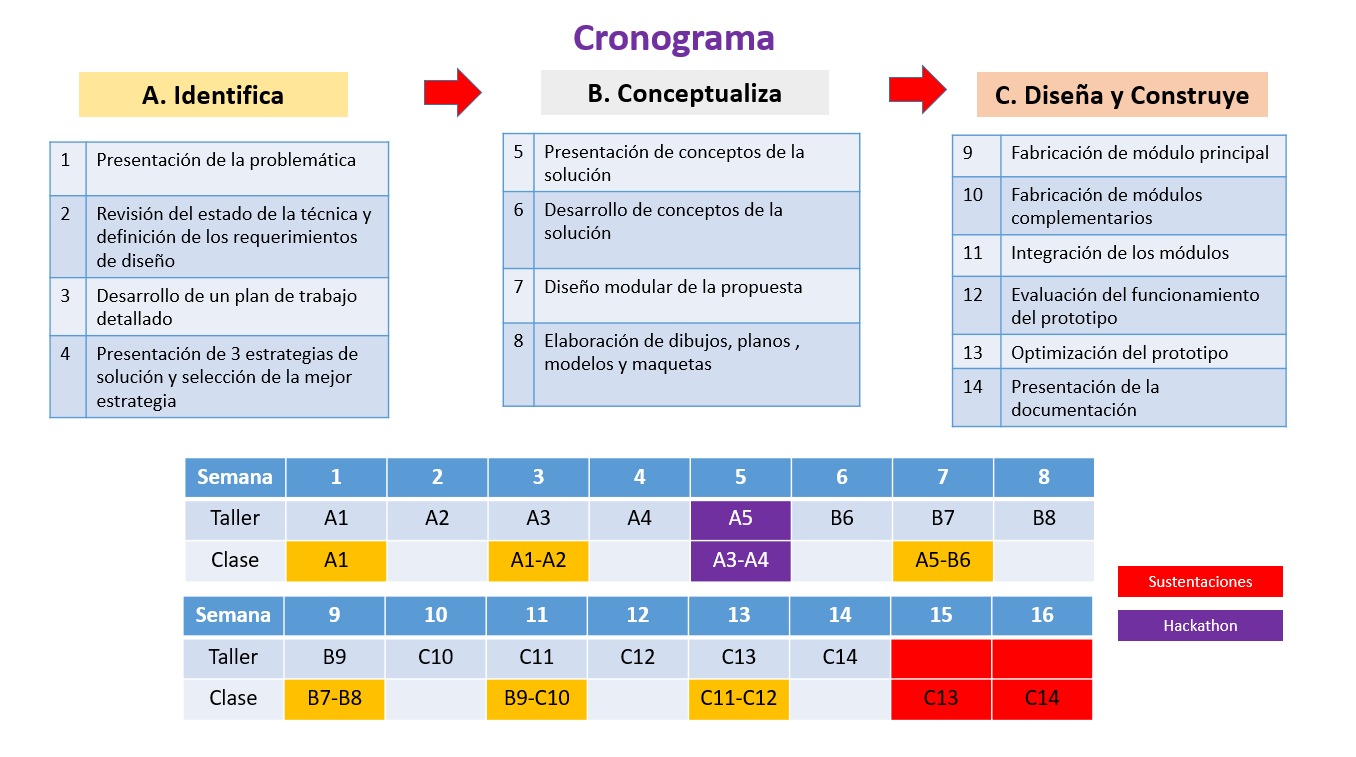 Cronograma
A. Identifica
B. Conceptualiza
C. Diseña y Construye
1 Presentación de la problemática
2 Revisión del estado de la técnica y
definición de los requerimientos
de diseño
3 Desarrollo de un plan de trabajo
detallado
4 Presentación de 3 estrategias de
solución y selección de la mejor
estrategia
5 Presentación de conceptos de la
solución
6 Desarrollo de conceptos de la
solución
7 Diseño modular de la propuesta
8 Elaboración de dibujos, planos ,
modelos y maquetas
9 Fabricación de módulo principal
10 Fabricación de módulos
complementarios
11 Integración de los módulos
12 Evaluación del funcionamiento
del prototipo
13 Optimización del prototipo
14 Presentación de la
documentación
Semana 1 2 3 4 5 6 7 8
Taller A1 A2 A3 A4 A5 B6 B7 B8
Clase A1 A1-A2 A3-A4 A5-B6
Semana 9 10 11 12 13 14 15 16
Taller B9 C10 C11 C12 C13 C14
Clase B7-B8 B9-C10 C11-C12 C13 C14
Sustentaciones
Hackathon